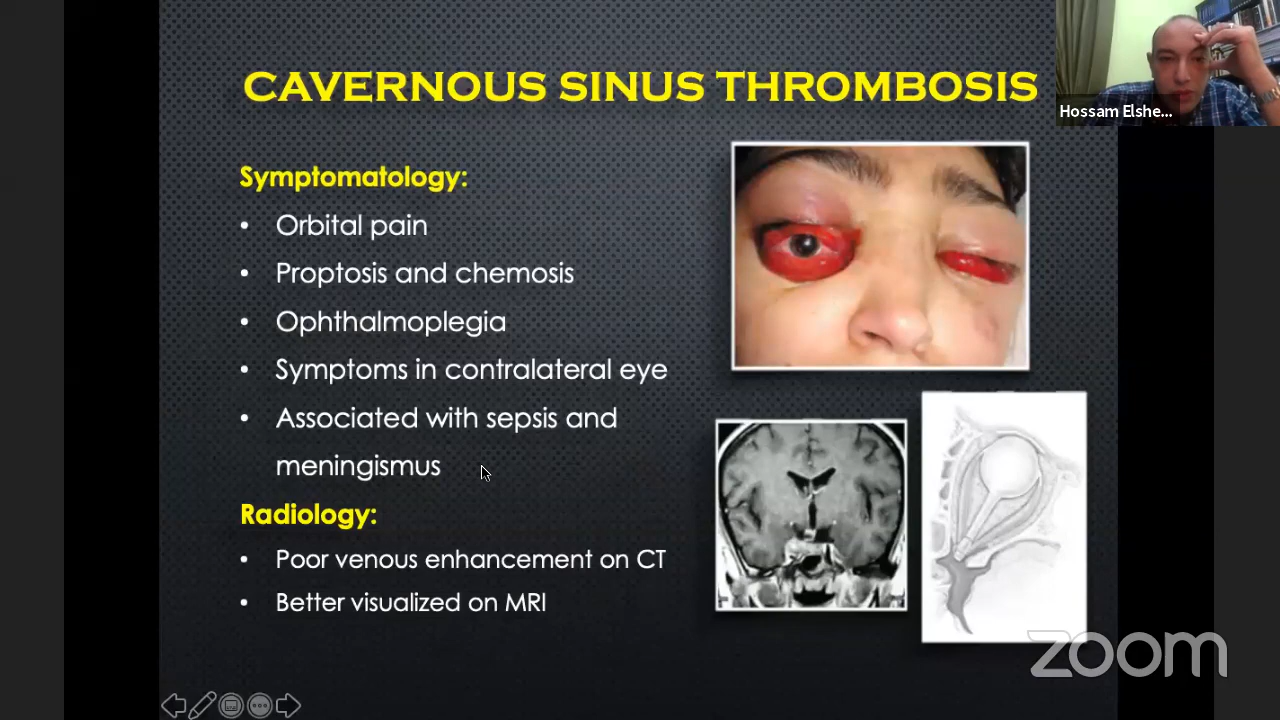 CAVERNOUS SINUS THROMBOSIS
Hossam Elshe...
Symptomatology:
• Orbital pain
• Proptosis and chemosis
• Ophthalmoplegia
• Symptoms in contralateral eye
• Associated with sepsis and
meningismus
Radiology:
• Poor venous enhancement on CT
• Better visualized on MRI
zoom